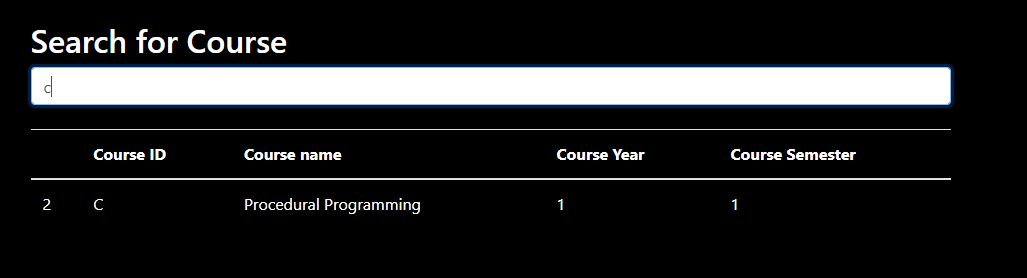 Search for Course
c
Course ID Course name Course Year Course Semester
2 C Procedural Programming 1 1